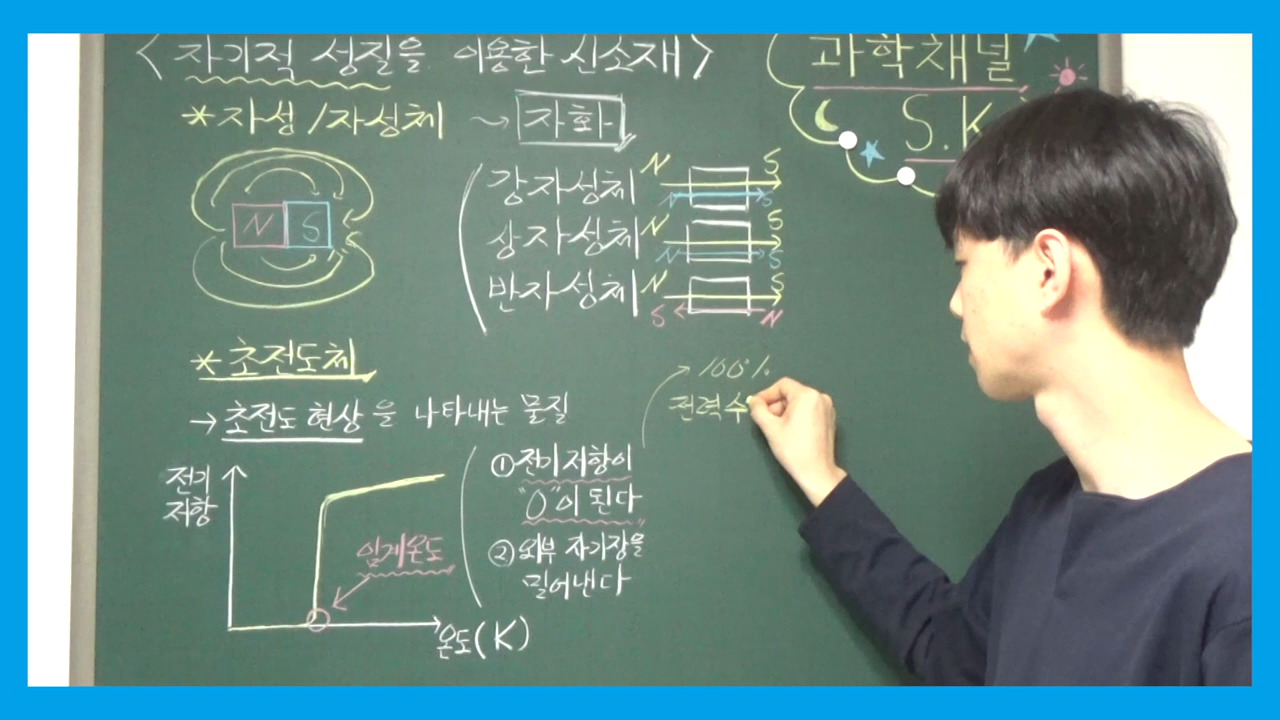 <자기적 성질을 이용한 신소재>
과학채널
S.K
*자성/자성체 ~> 자화
N S
강자성체 N S
N S
상자성체 N S
N S
반자성체 N S
S N
*초전도체
→ 초전도 현상을 나타내는 물질
전기
저항
임계온도
온도(K)
① 전기저항이
"0"이 된다
② 외부 자기장을
밀어낸다
→ 100%
전력수